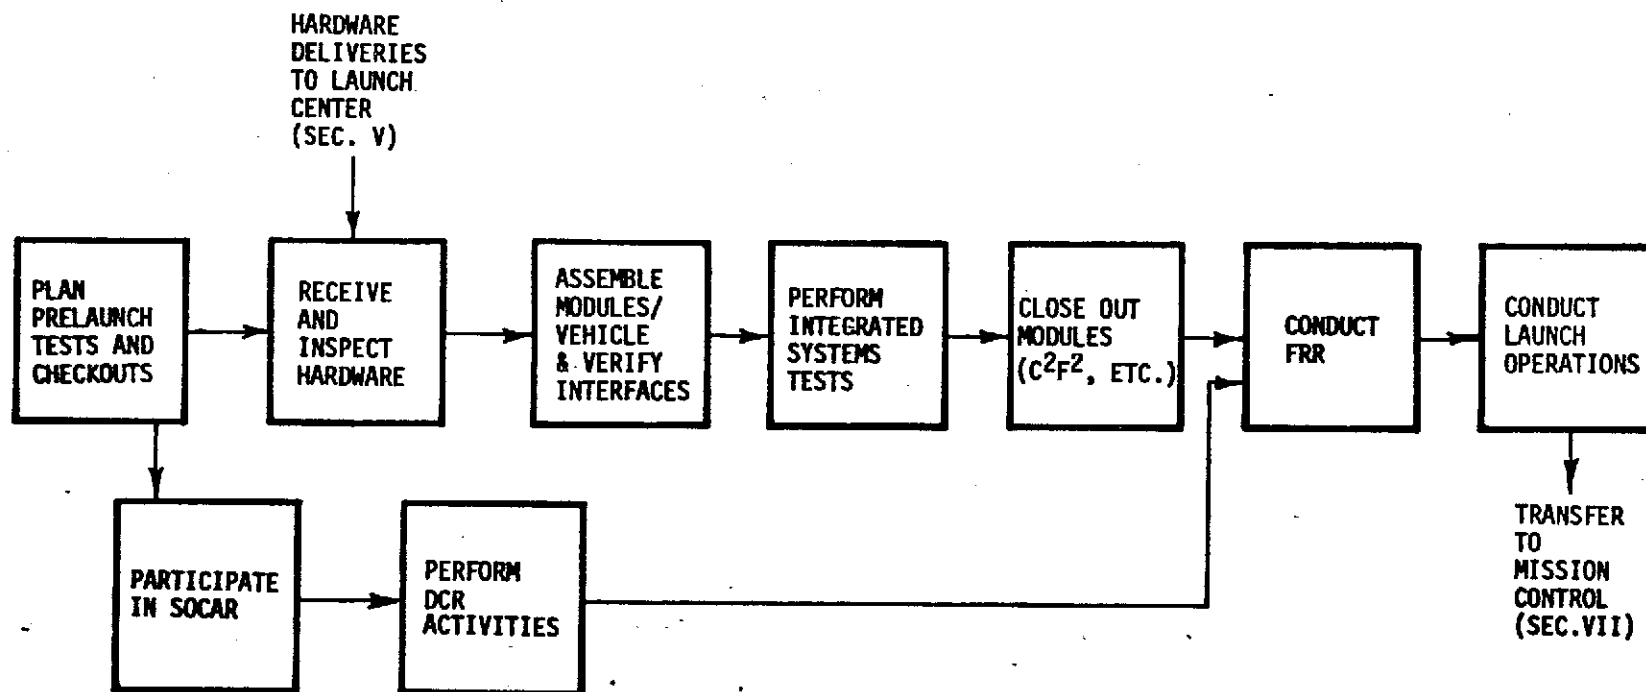 HARDWARE
DELIVERIES
TO LAUNCH
CENTER
(SEC. V)
PLAN
PRELAUNCH
TESTS AND
CHECKOUTS
RECEIVE
AND
INSPECT
HARDWARE
ASSEMBLE
MODULES/
VEHICLE
& VERIFY
INTERFACES
PERFORM
INTEGRATED
SYSTEMS
TESTS
CLOSE OUT
MODULES
(C²F², ETC.)
CONDUCT
FRR
CONDUCT
LAUNCH
OPERATIONS
PARTICIPATE
IN SOCAR
PERFORM
DCR
ACTIVITIES
TRANSFER
TO
MISSION
CONTROL
(SEC.VII)